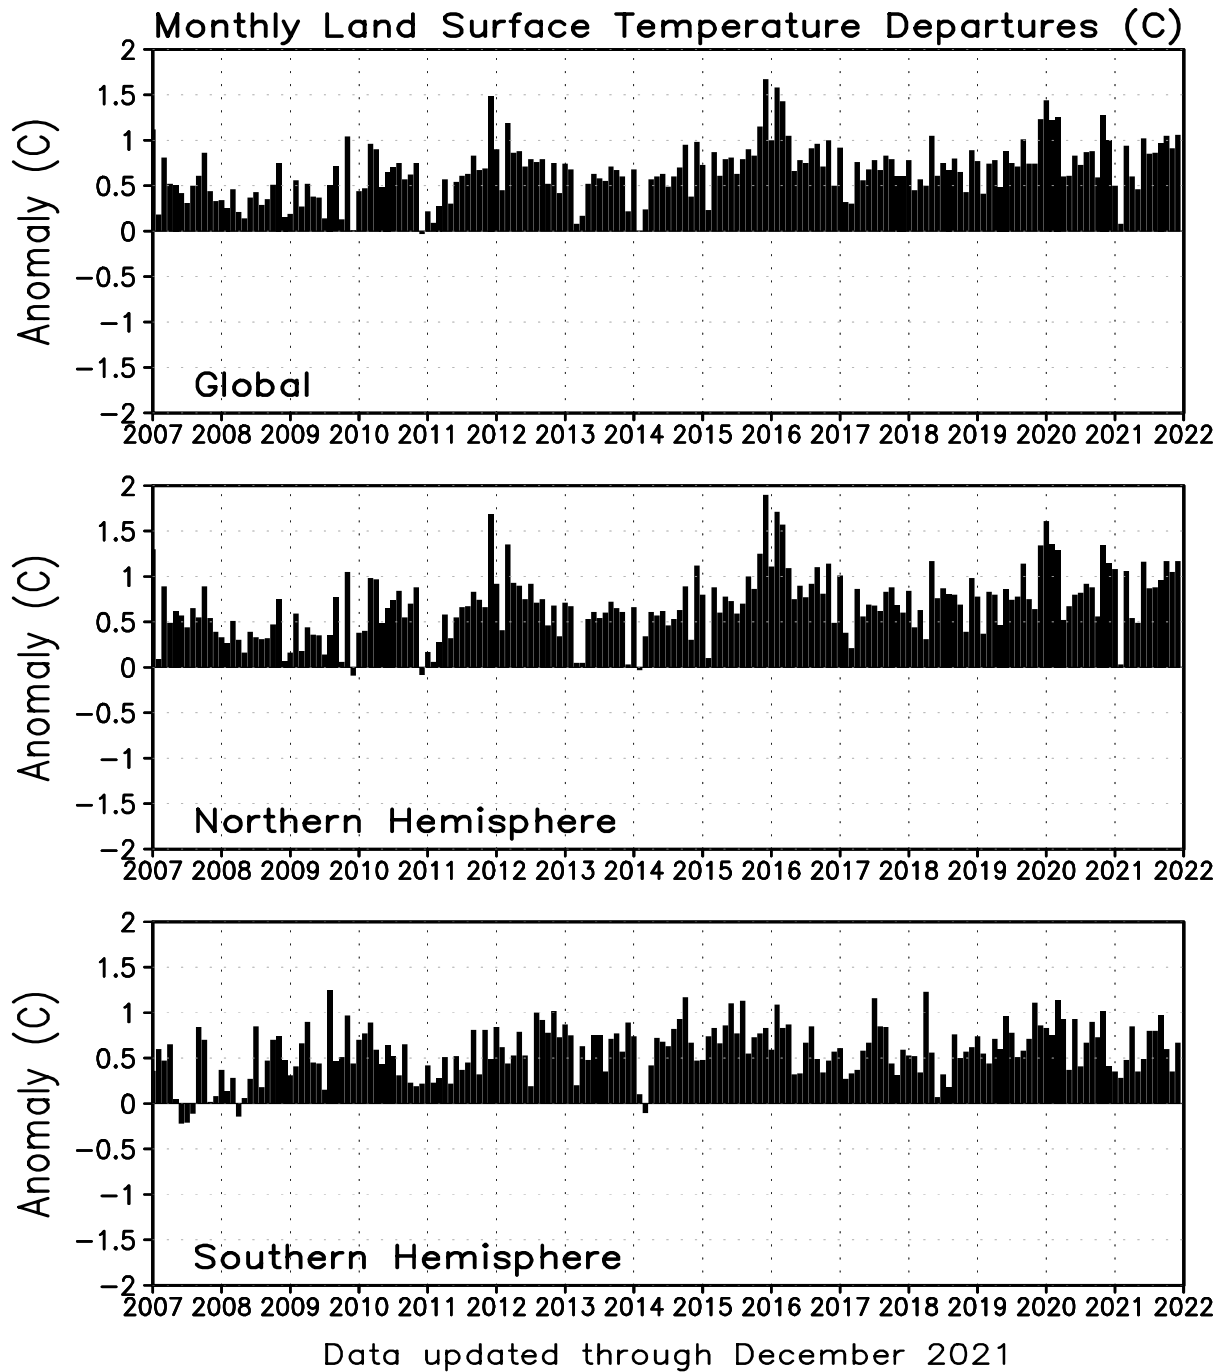 Monthly Land Surface Temperature Departures (C)
Anomaly (C)
2
1.5
1
0.5
0
−0.5
−1
−1.5
−2
Global
2007 2008 2009 2010 2011 2012 2013 2014 2015 2016 2017 2018 2019 2020 2021 2022
Anomaly (C)
2
1.5
1
0.5
0
−0.5
−1
−1.5
−2
Northern Hemisphere
2007 2008 2009 2010 2011 2012 2013 2014 2015 2016 2017 2018 2019 2020 2021 2022
Anomaly (C)
2
1.5
1
0.5
0
−0.5
−1
−1.5
−2
Southern Hemisphere
2007 2008 2009 2010 2011 2012 2013 2014 2015 2016 2017 2018 2019 2020 2021 2022
Data updated through December 2021